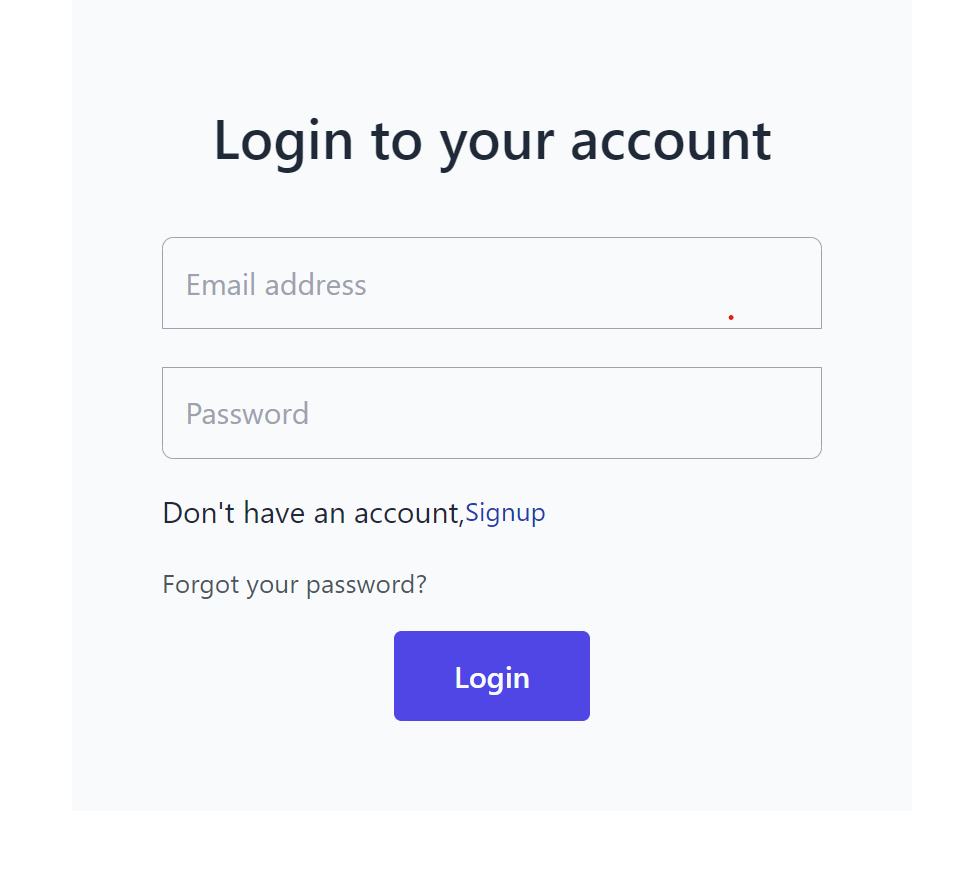 Login to your account
Email address
Password
Don't have an account,Signup
Forgot your password?
Login